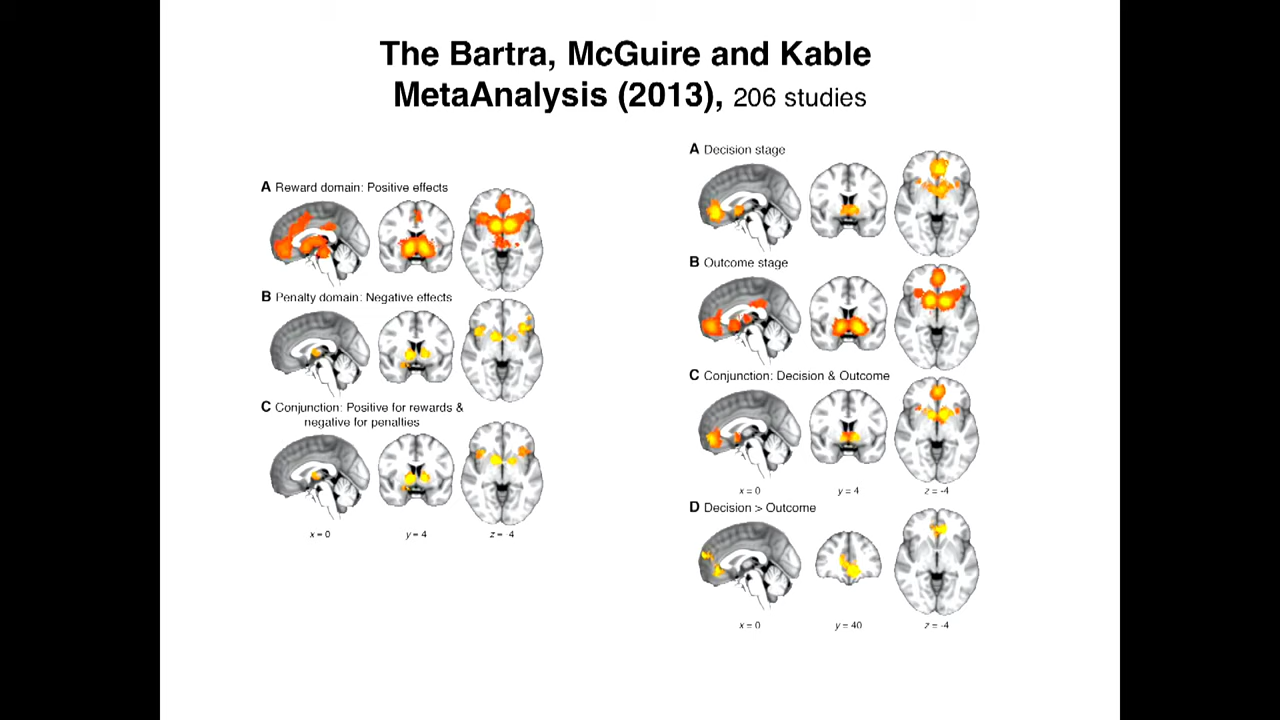 The Bartra, McGuire and Kable
MetaAnalysis (2013), 206 studies
A Reward domain: Positive effects
B Penalty domain: Negative effects
C Conjunction: Positive for rewards &
negative for penalties
x = 0 y = 4 z = -4
A Decision stage
B Outcome stage
C Conjunction: Decision & Outcome
x = 0 y = 4 z = -4
D Decision > Outcome
x = 0 y = 40 z = -4